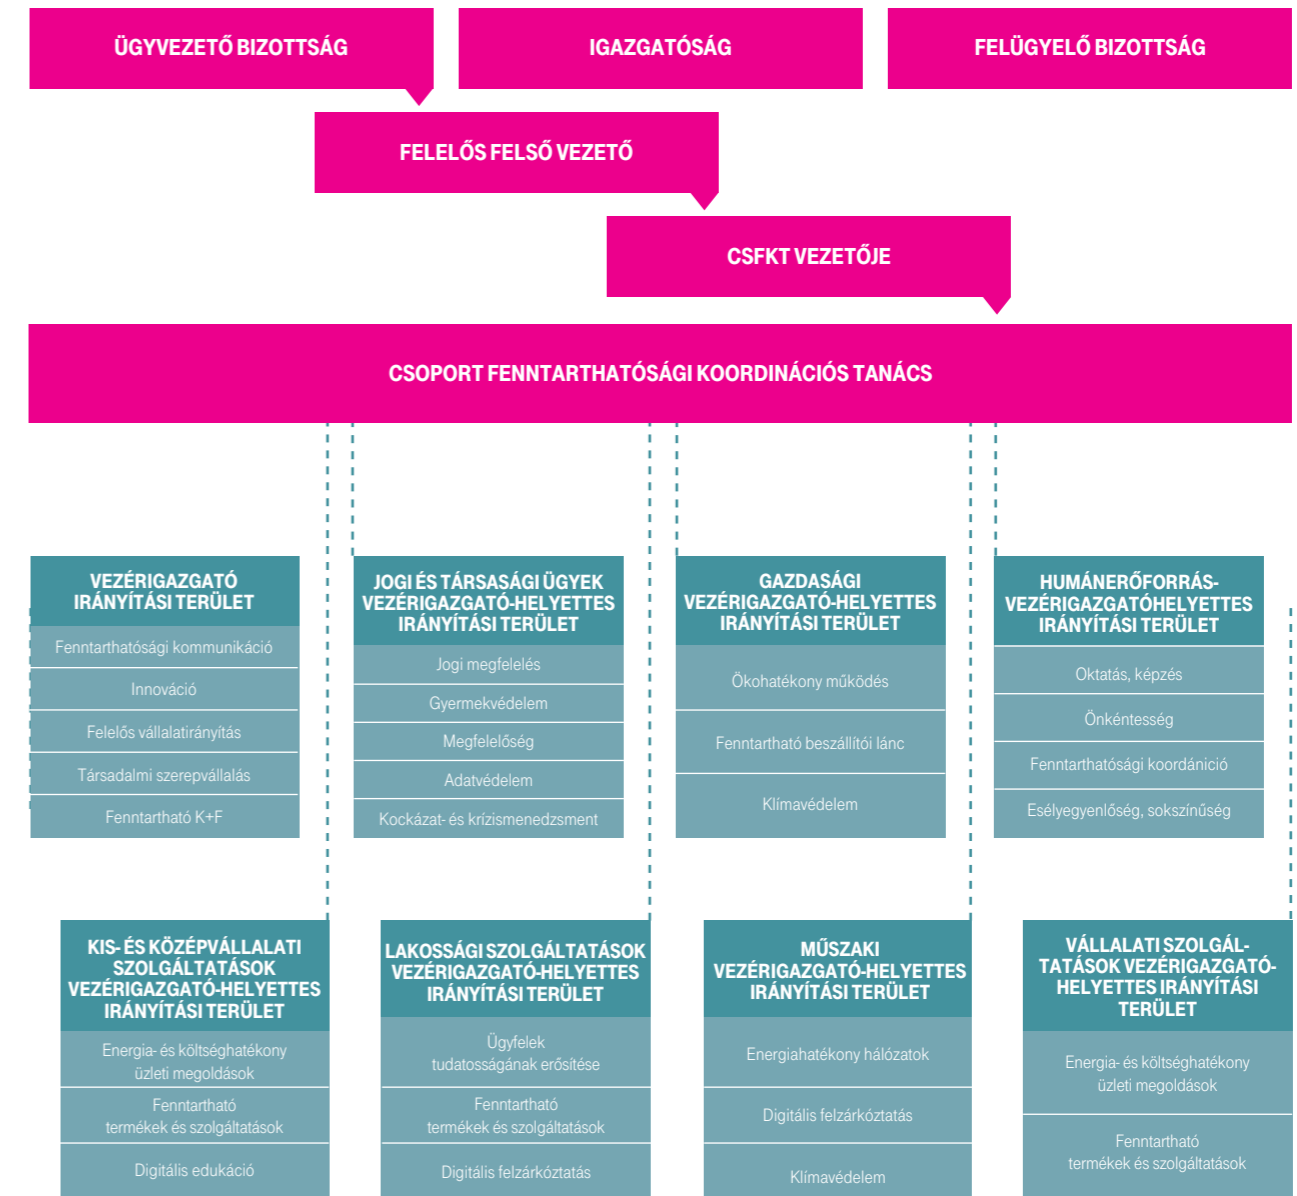 ÜGYVEZETŐ BIZOTTSÁG
IGAZGATÓSÁG
FELÜGYELŐ BIZOTTSÁG
FELELŐS FELSŐ VEZETŐ
CSFKT VEZETŐJE
CSOPORT FENNTARTHATÓSÁGI KOORDINÁCIÓS TANÁCS
VEZÉRIGAZGATÓ
IRÁNYÍTÁSI TERÜLET
Fenntarthatósági kommunikáció
Innováció
Felelős vállalatirányítás
Társadalmi szerepvállalás
Fenntartható K+F
JOGI ÉS TÁRSASÁGI ÜGYEK
VEZÉRIGAZGATÓ-HELYETTES
IRÁNYÍTÁSI TERÜLET
Jogi megfelelés
Gyermekvédelem
Megfelelőség
Adatvédelem
Kockázat- és krízismenedzsment
GAZDASÁGI
VEZÉRIGAZGATÓ-HELYETTES
IRÁNYÍTÁSI TERÜLET
Ökohatékony működés
Fenntartható beszállítói lánc
Klímavédelem
HUMÁNERŐFORRÁS-
VEZÉRIGAZGATÓHELYETTES
IRÁNYÍTÁSI TERÜLET
Oktatás, képzés
Önkéntesség
Fenntarthatósági koordánició
Esélyegyenlőség, sokszínűség
KIS- ÉS KÖZÉPVÁLLALATI
SZOLGÁLTATÁSOK
VEZÉRIGAZGATÓ-HELYETTES
IRÁNYÍTÁSI TERÜLET
Energia- és költséghatékony
üzleti megoldások
Fenntartható
termékek és szolgáltatások
Digitális edukáció
LAKOSSÁGI SZOLGÁLTATÁSOK
VEZÉRIGAZGATÓ-HELYETTES
IRÁNYÍTÁSI TERÜLET
Ügyfelek
tudatosságának erősítése
Fenntartható
termékek és szolgáltatások
Digitális felzárkóztatás
MŰSZAKI
VEZÉRIGAZGATÓ-HELYETTES
IRÁNYÍTÁSI TERÜLET
Energiahatékony hálózatok
Digitális felzárkóztatás
Klímavédelem
VÁLLALATI SZOLGÁL-
TATÁSOK VEZÉRIGAZGATÓ-
HELYETTES IRÁNYÍTÁSI
TERÜLET
Energia- és költséghatékony
üzleti megoldások
Fenntartható
termékek és szolgáltatások